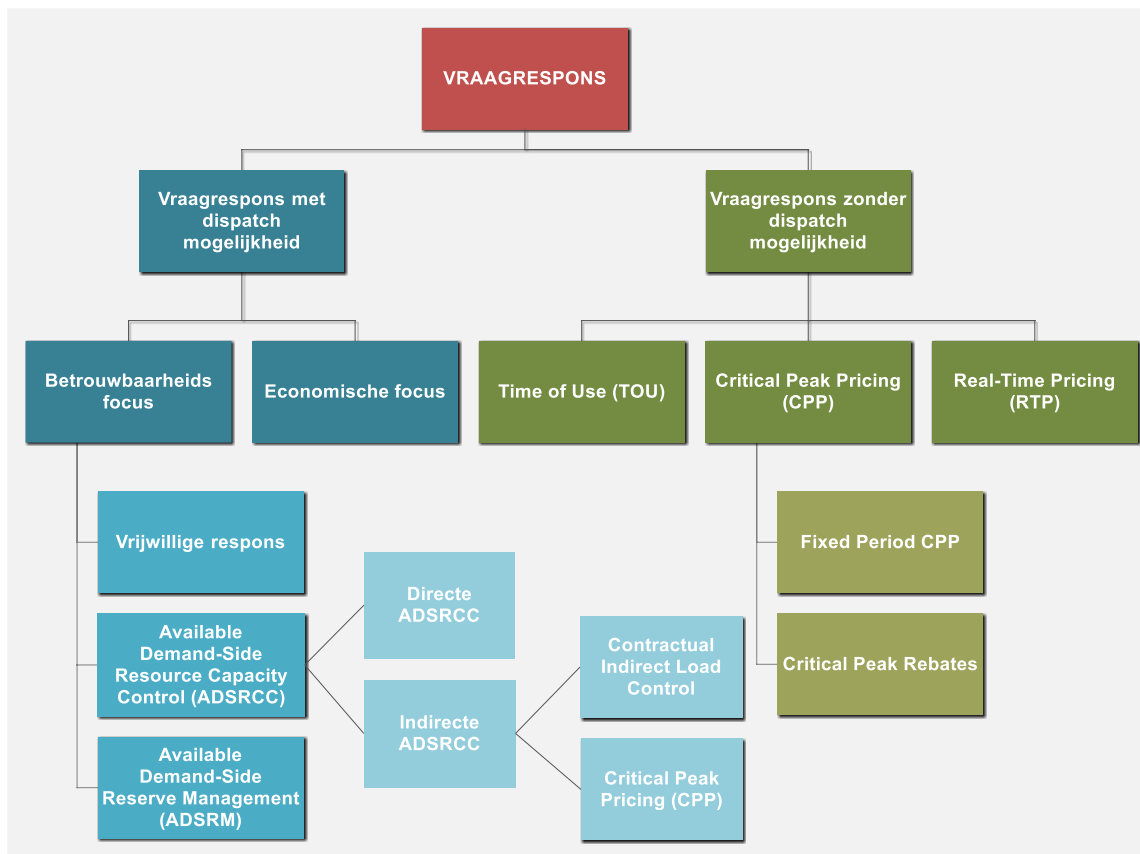 VRAAGRESPONS
Vraagrespons met
dispatch
mogelijkheid
Vraagrespons zonder
dispatch
mogelijkheid
Betrouwbaarheids
focus
Economische focus
Time of Use (TOU)
Critical Peak Pricing
(CPP)
Real-Time Pricing
(RTP)
Vrijwillige respons
Fixed Period CPP
Directe
ADSRCC
Available
Demand-Side
Resource Capacity
Control (ADSRCC)
Contractual
Indirect Load
Control
Critical Peak Rebates
Indirecte
ADSRCC
Available
Demand-Side
Reserve Management
(ADSRM)
Critical Peak
Pricing (CPP)